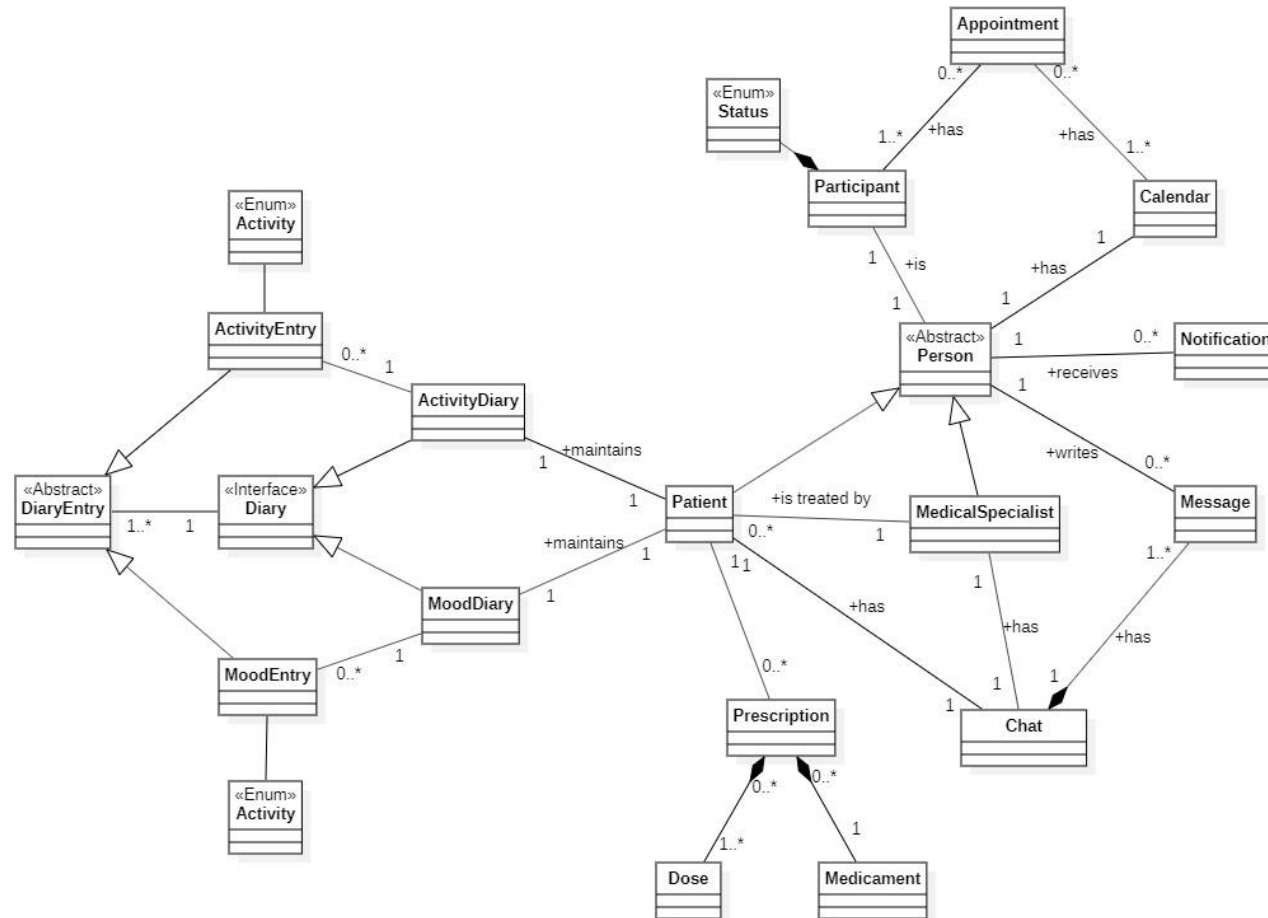 Appointment
0..*
0..*
«Enum»
Status
+has
+has
1..*
1..*
Participant
Calendar
«Enum»
Activity
1
+is
1
+has
1
1
ActivityEntry
«Abstract»
Person
1
0..*
Notification
+receives
0..*
1
1
ActivityDiary
+maintains
1
+writes
0..*
«Abstract»
DiaryEntry
«Interface»
Diary
1
Patient
+is treated by
MedicalSpecialist
Message
1..*
1
0..*
1
1..*
+maintains
1
1
1
1
MoodDiary
1
+has
+has
+has
1
0..*
MoodEntry
0..*
1
1
1
Prescription
Chat
«Enum»
Activity
0..*
0..*
1..*
1
Dose
Medicament